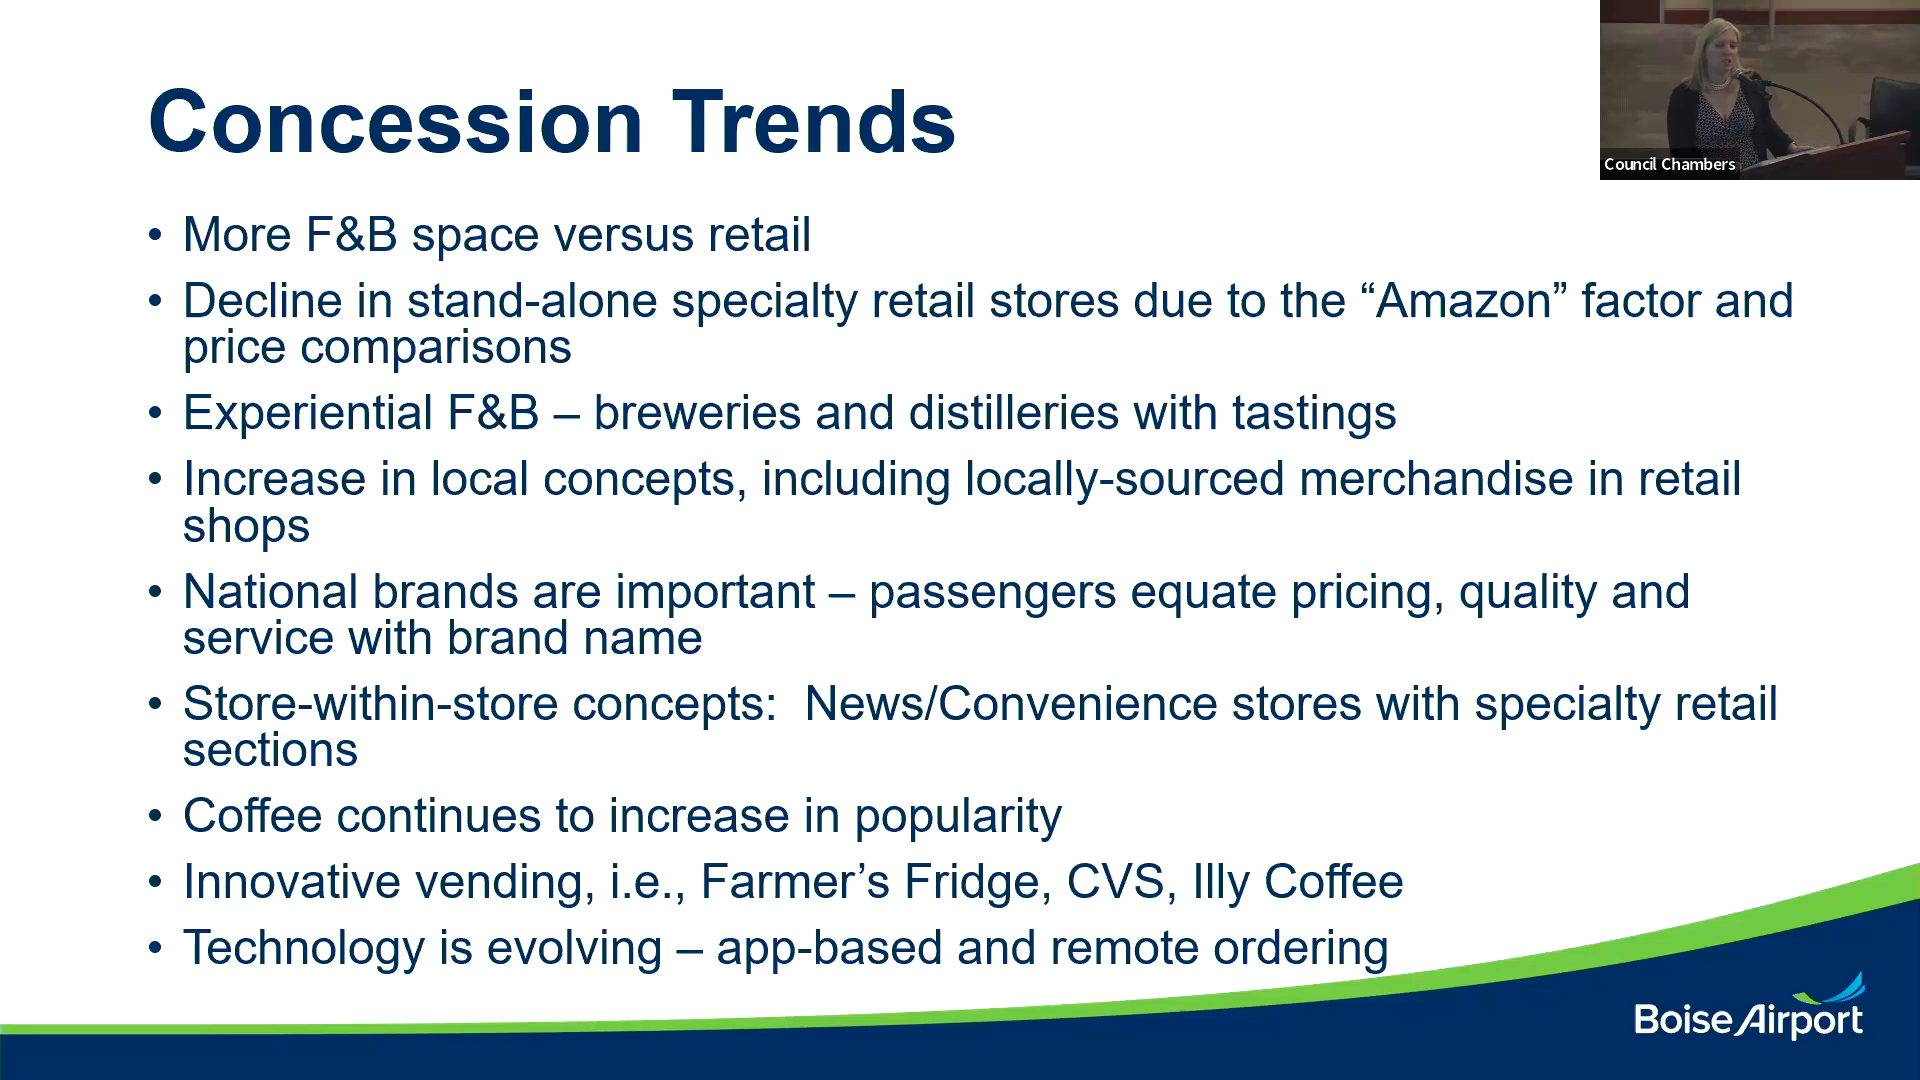 Concession Trends
Council Chambers
• More F&B space versus retail
• Decline in stand-alone specialty retail stores due to the “Amazon” factor and
price comparisons
• Experiential F&B – breweries and distilleries with tastings
• Increase in local concepts, including locally-sourced merchandise in retail
shops
• National brands are important – passengers equate pricing, quality and
service with brand name
• Store-within-store concepts:  News/Convenience stores with specialty retail
sections
• Coffee continues to increase in popularity
• Innovative vending, i.e., Farmer’s Fridge, CVS, Illy Coffee
• Technology is evolving – app-based and remote ordering
Boise Airport